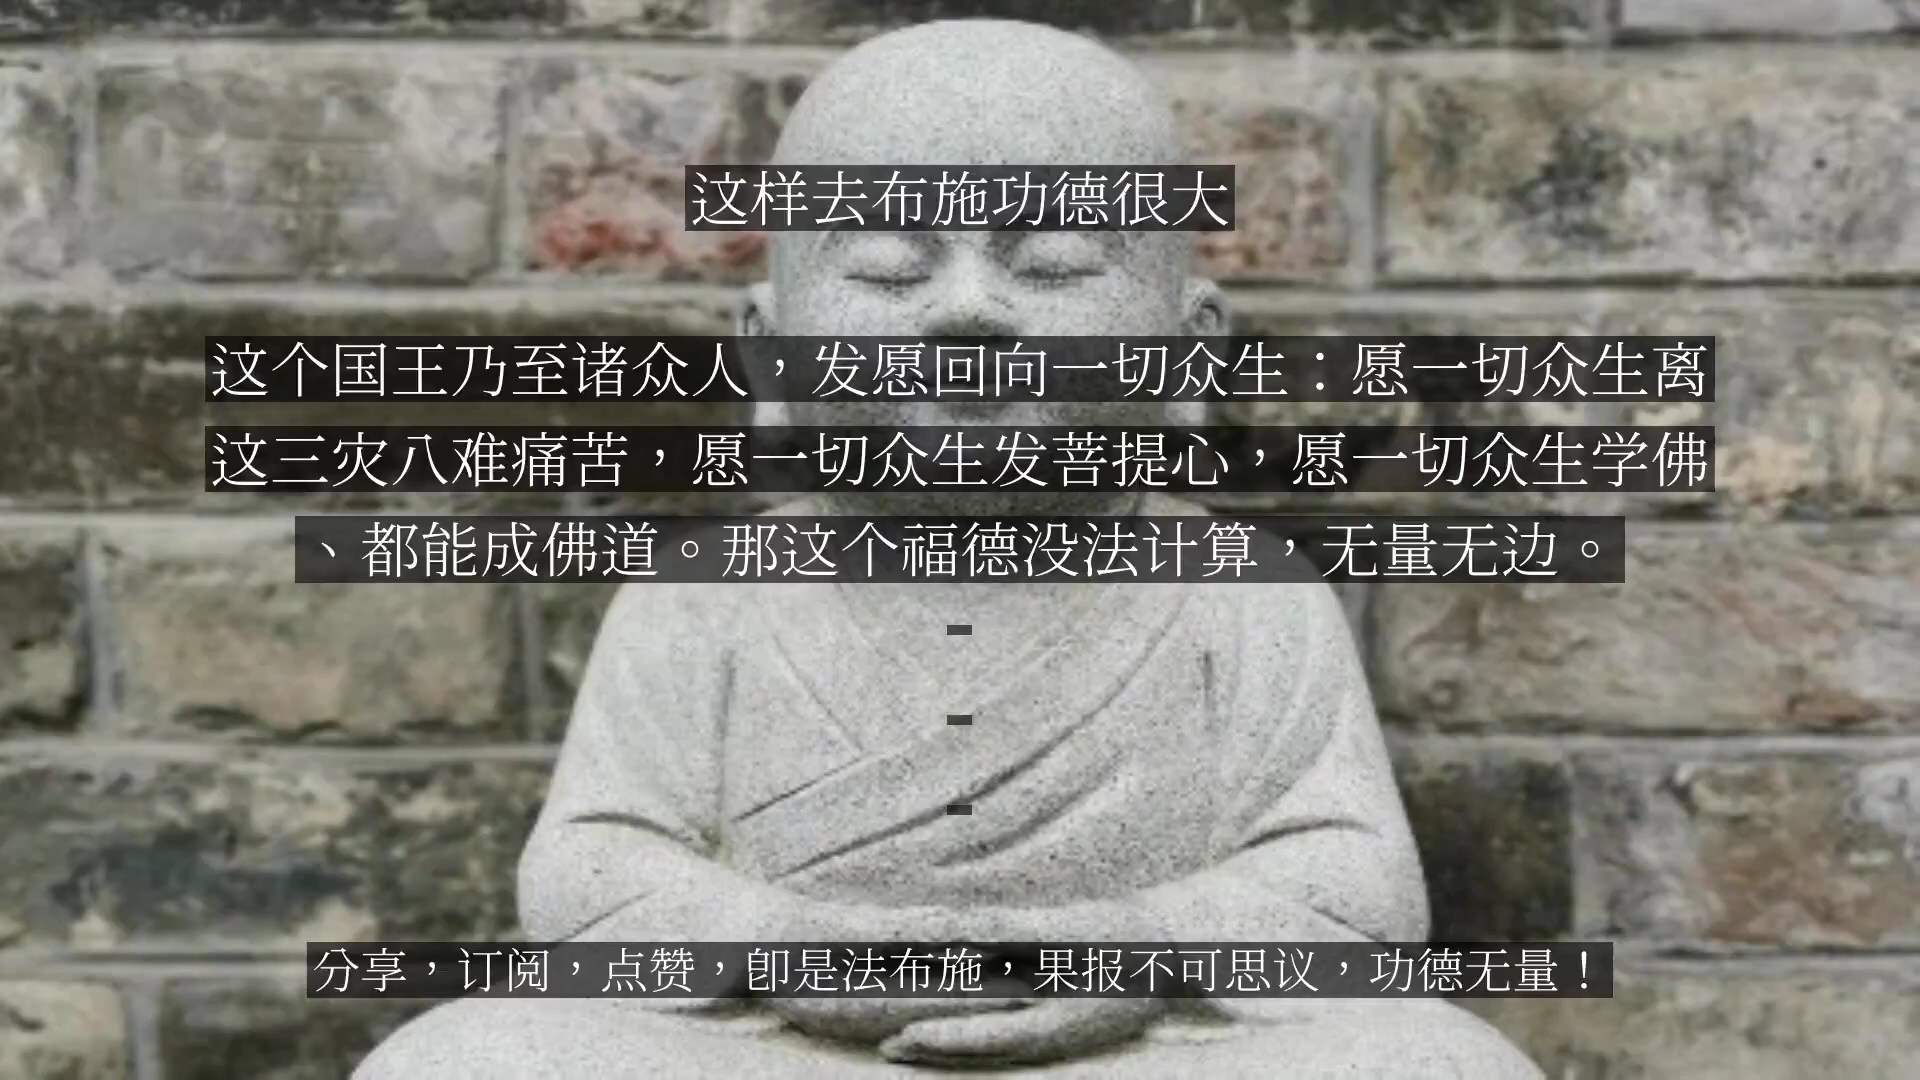 这样去布施功德很大
这个国王乃至诸众人，发愿回向一切众生：愿一切众生离
这三灾八难痛苦，愿一切众生发菩提心，愿一切众生学佛
、都能成佛道。那这个福德没法计算，无量无边。
分享，订阅，点赞，即是法布施，果报不可思议，功德无量！